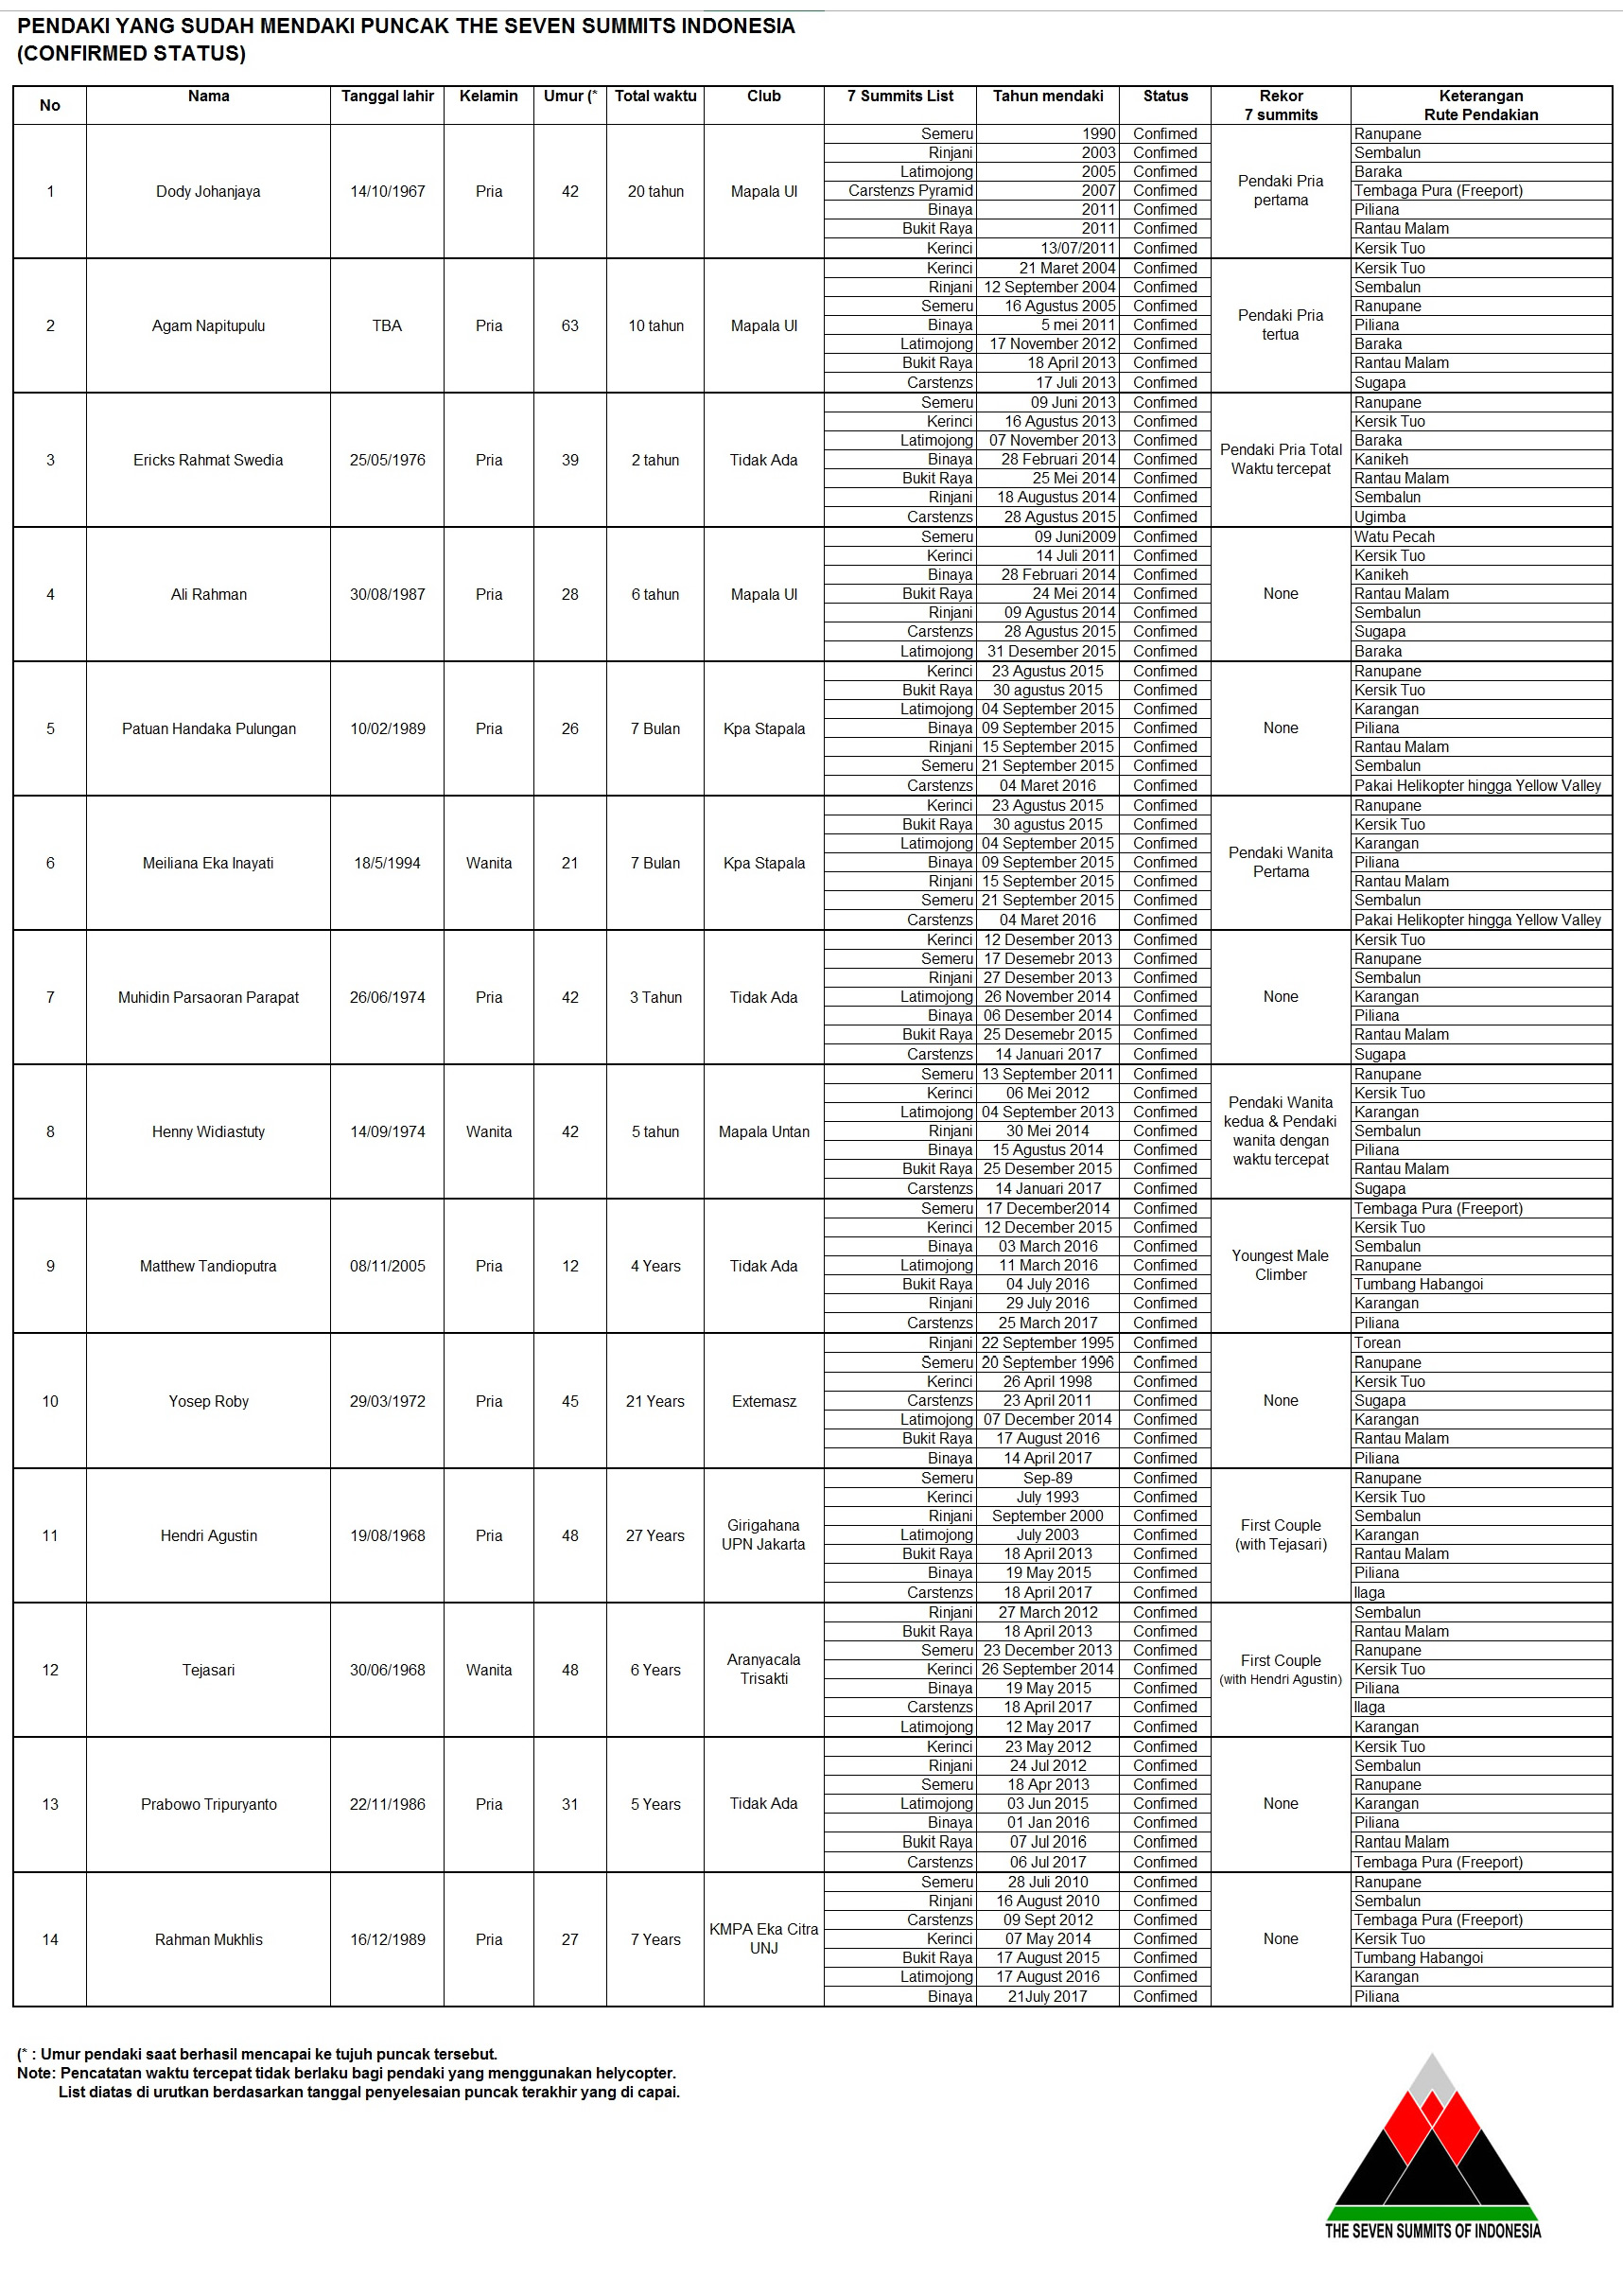 PENDAKI YANG SUDAH MENDAKI PUNCAK THE SEVEN SUMMITS INDONESIA
(CONFIRMED STATUS)
No Nama Tanggal lahir Kelamin Umur (* Total waktu Club 7 Summits List Tahun mendaki Status Rekor 7 summits Keterangan Rute Pendakian
1 Dody Johanjaya 14/10/1967 Pria 42 20 tahun Mapala UI Pendaki Pria pertama
Semeru 1990 Confimed Ranupane
Rinjani 2003 Confimed Sembalun
Latimojong 2005 Confimed Baraka
Carstenzs Pyramid 2007 Confimed Tembaga Pura (Freeport)
Binaya 2011 Confimed Piliana
Bukit Raya 2011 Confimed Rantau Malam
Kerinci 13/07/2011 Confimed Kersik Tuo
2 Agam Napitupulu TBA Pria 63 10 tahun Mapala UI Pendaki Pria tertua
Kerinci 21 Maret 2004 Confimed Kersik Tuo
Rinjani 12 September 2004 Confimed Sembalun
Semeru 16 Agustus 2005 Confimed Ranupane
Binaya 5 mei 2011 Confimed Piliana
Latimojong 17 November 2012 Confimed Baraka
Bukit Raya 18 April 2013 Confimed Rantau Malam
Carstenzs 17 Juli 2013 Confimed Sugapa
3 Ericks Rahmat Swedia 25/05/1976 Pria 39 2 tahun Tidak Ada Pendaki Pria Total Waktu tercepat
Semeru 09 Juni 2013 Confimed Ranupane
Kerinci 16 Agustus 2013 Confimed Kersik Tuo
Latimojong 07 November 2013 Confimed Baraka
Binaya 28 Februari 2014 Confimed Kanikeh
Bukit Raya 25 Mei 2014 Confimed Rantau Malam
Rinjani 18 Augustus 2014 Confimed Sembalun
Carstenzs 28 Agustus 2015 Confimed Ugimba
4 Ali Rahman 30/08/1987 Pria 28 6 tahun Mapala UI None
Semeru 09 Juni2009 Confimed Watu Pecah
Kerinci 14 Juli 2011 Confimed Kersik Tuo
Binaya 28 Februari 2014 Confimed Kanikeh
Bukit Raya 24 Mei 2014 Confimed Rantau Malam
Rinjani 09 Agustus 2014 Confimed Sembalun
Carstenzs 28 Agustus 2015 Confimed Sugapa
Latimojong 31 Desember 2015 Confimed Baraka
5 Patuan Handaka Pulungan 10/02/1989 Pria 26 7 Bulan Kpa Stapala None
Kerinci 23 Agustus 2015 Confimed Ranupane
Bukit Raya 30 agustus 2015 Confimed Kersik Tuo
Latimojong 04 September 2015 Confimed Karangan
Binaya 09 September 2015 Confimed Piliana
Rinjani 15 September 2015 Confimed Rantau Malam
Semeru 21 September 2015 Confimed Sembalun
Carstenzs 04 Maret 2016 Confimed Pakai Helikopter hingga Yellow Valley
6 Meiliana Eka Inayati 18/5/1994 Wanita 21 7 Bulan Kpa Stapala Pendaki Wanita Pertama
Kerinci 23 Agustus 2015 Confimed Ranupane
Bukit Raya 30 agustus 2015 Confimed Kersik Tuo
Latimojong 04 September 2015 Confimed Karangan
Binaya 09 September 2015 Confimed Piliana
Rinjani 15 September 2015 Confimed Rantau Malam
Semeru 21 September 2015 Confimed Sembalun
Carstenzs 04 Maret 2016 Confimed Pakai Helikopter hingga Yellow Valley
7 Muhidin Parsaoran Parapat 26/06/1974 Pria 42 3 Tahun Tidak Ada None
Kerinci 12 Desember 2013 Confimed Kersik Tuo
Semeru 17 Desemebr 2013 Confimed Ranupane
Rinjani 27 Desember 2013 Confimed Sembalun
Latimojong 26 November 2014 Confimed Karangan
Binaya 06 Desember 2014 Confimed Piliana
Bukit Raya 25 Desemebr 2015 Confimed Rantau Malam
Carstenzs 14 Januari 2017 Confimed Sugapa
8 Henny Widiastuty 14/09/1974 Wanita 42 5 tahun Mapala Untan Pendaki Wanita kedua & Pendaki wanita dengan waktu tercepat
Semeru 13 September 2011 Confimed Ranupane
Kerinci 06 Mei 2012 Confimed Kersik Tuo
Latimojong 04 September 2013 Confimed Karangan
Rinjani 30 Mei 2014 Confimed Sembalun
Binaya 15 Agustus 2014 Confimed Piliana
Bukit Raya 25 Desember 2015 Confimed Rantau Malam
Carstenzs 14 Januari 2017 Confimed Sugapa
9 Matthew Tandioputra 08/11/2005 Pria 12 4 Years Tidak Ada Youngest Male Climber
Semeru 17 December2014 Confimed Tembaga Pura (Freeport)
Kerinci 12 December 2015 Confimed Kersik Tuo
Binaya 03 March 2016 Confimed Sembalun
Latimojong 11 March 2016 Confimed Ranupane
Bukit Raya 04 July 2016 Confimed Tumbang Habangoi
Rinjani 29 July 2016 Confimed Karangan
Carstenzs 25 March 2017 Confimed Piliana
10 Yosep Roby 29/03/1972 Pria 45 21 Years Extemasz None
Rinjani 22 September 1995 Confimed Torean
Semeru 20 September 1996 Confimed Ranupane
Kerinci 26 April 1998 Confimed Kersik Tuo
Carstenzs 23 April 2011 Confimed Sugapa
Latimojong 07 December 2014 Confimed Karangan
Bukit Raya 17 August 2016 Confimed Rantau Malam
Binaya 14 April 2017 Confimed Piliana
11 Hendri Agustin 19/08/1968 Pria 48 27 Years Girigahana UPN Jakarta First Couple (with Tejasari)
Semeru Sep-89 Confimed Ranupane
Kerinci July 1993 Confimed Kersik Tuo
Rinjani September 2000 Confimed Sembalun
Latimojong July 2003 Confimed Karangan
Bukit Raya 18 April 2013 Confimed Rantau Malam
Binaya 19 May 2015 Confimed Piliana
Carstenzs 18 April 2017 Confimed Ilaga
12 Tejasari 30/06/1968 Wanita 48 6 Years Aranyacala Trisakti First Couple (with Hendri Agustin)
Rinjani 27 March 2012 Confimed Sembalun
Bukit Raya 18 April 2013 Confimed Rantau Malam
Semeru 23 December 2013 Confimed Ranupane
Kerinci 26 September 2014 Confimed Kersik Tuo
Binaya 19 May 2015 Confimed Piliana
Carstenzs 18 April 2017 Confimed Ilaga
Latimojong 12 May 2017 Confimed Karangan
13 Prabowo Tripuryanto 22/11/1986 Pria 31 5 Years Tidak Ada None
Kerinci 23 May 2012 Confimed Kersik Tuo
Rinjani 24 Jul 2012 Confimed Sembalun
Semeru 18 Apr 2013 Confimed Ranupane
Latimojong 03 Jun 2015 Confimed Karangan
Binaya 01 Jan 2016 Confimed Piliana
Bukit Raya 07 Jul 2016 Confimed Rantau Malam
Carstenzs 06 Jul 2017 Confimed Tembaga Pura (Freeport)
14 Rahman Mukhlis 16/12/1989 Pria 27 7 Years KMPA Eka Citra UNJ None
Semeru 28 Juli 2010 Confimed Ranupane
Rinjani 16 August 2010 Confimed Sembalun
Carstenzs 09 Sept 2012 Confimed Tembaga Pura (Freeport)
Kerinci 07 May 2014 Confimed Kersik Tuo
Bukit Raya 17 August 2015 Confimed Tumbang Habangoi
Latimojong 17 August 2016 Confimed Karangan
Binaya 21July 2017 Confimed Piliana
(* : Umur pendaki saat berhasil mencapai ke tujuh puncak tersebut.
Note: Pencatatan waktu tercepat tidak berlaku bagi pendaki yang menggunakan helycopter.
List diatas di urutkan berdasarkan tanggal penyelesaian puncak terakhir yang di capai.
THE SEVEN SUMMITS OF INDONESIA